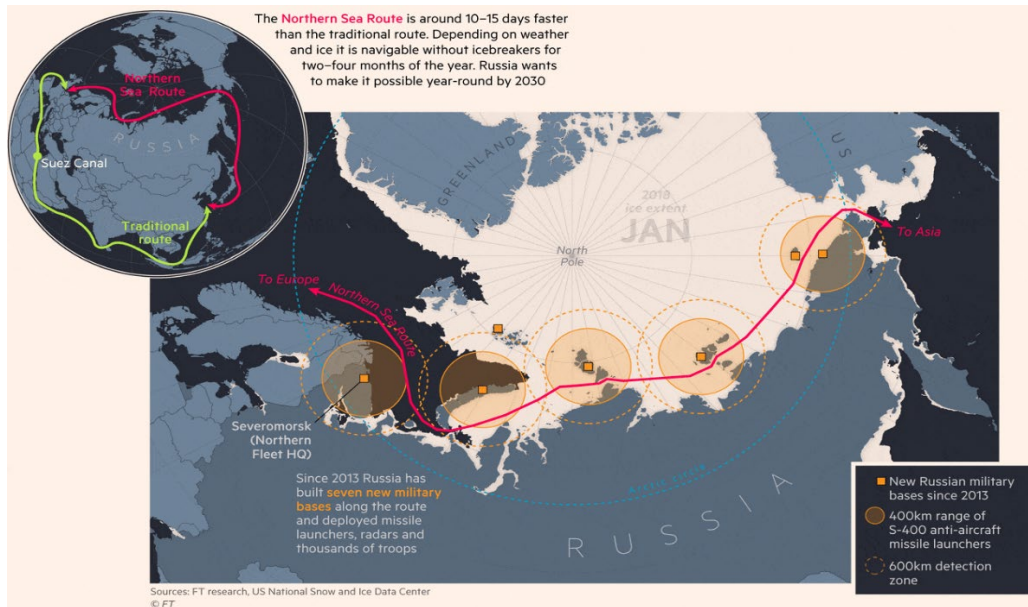 The Northern Sea Route is around 10–15 days faster
than the traditional route. Depending on weather
and ice it is navigable without icebreakers for
two–four months of the year. Russia wants
to make it possible year-round by 2030
Northern
Sea Route
RUSSIA
Suez Canal
Traditional
route
GREENLAND
US
2019
ice extent
JAN
North
Pole
To Asia
To Europe
Northern Sea Route
Severomorsk
(Northern
Fleet HQ)
Since 2013 Russia has
built seven new military
bases along the route
and deployed missile
launchers, radars and
thousands of troops
Arctic Circle
RUSSIA
New Russian military
bases since 2013
400km range of
S-400 anti-aircraft
missile launchers
600km detection
zone
Sources: FT research, US National Snow and Ice Data Center
© FT